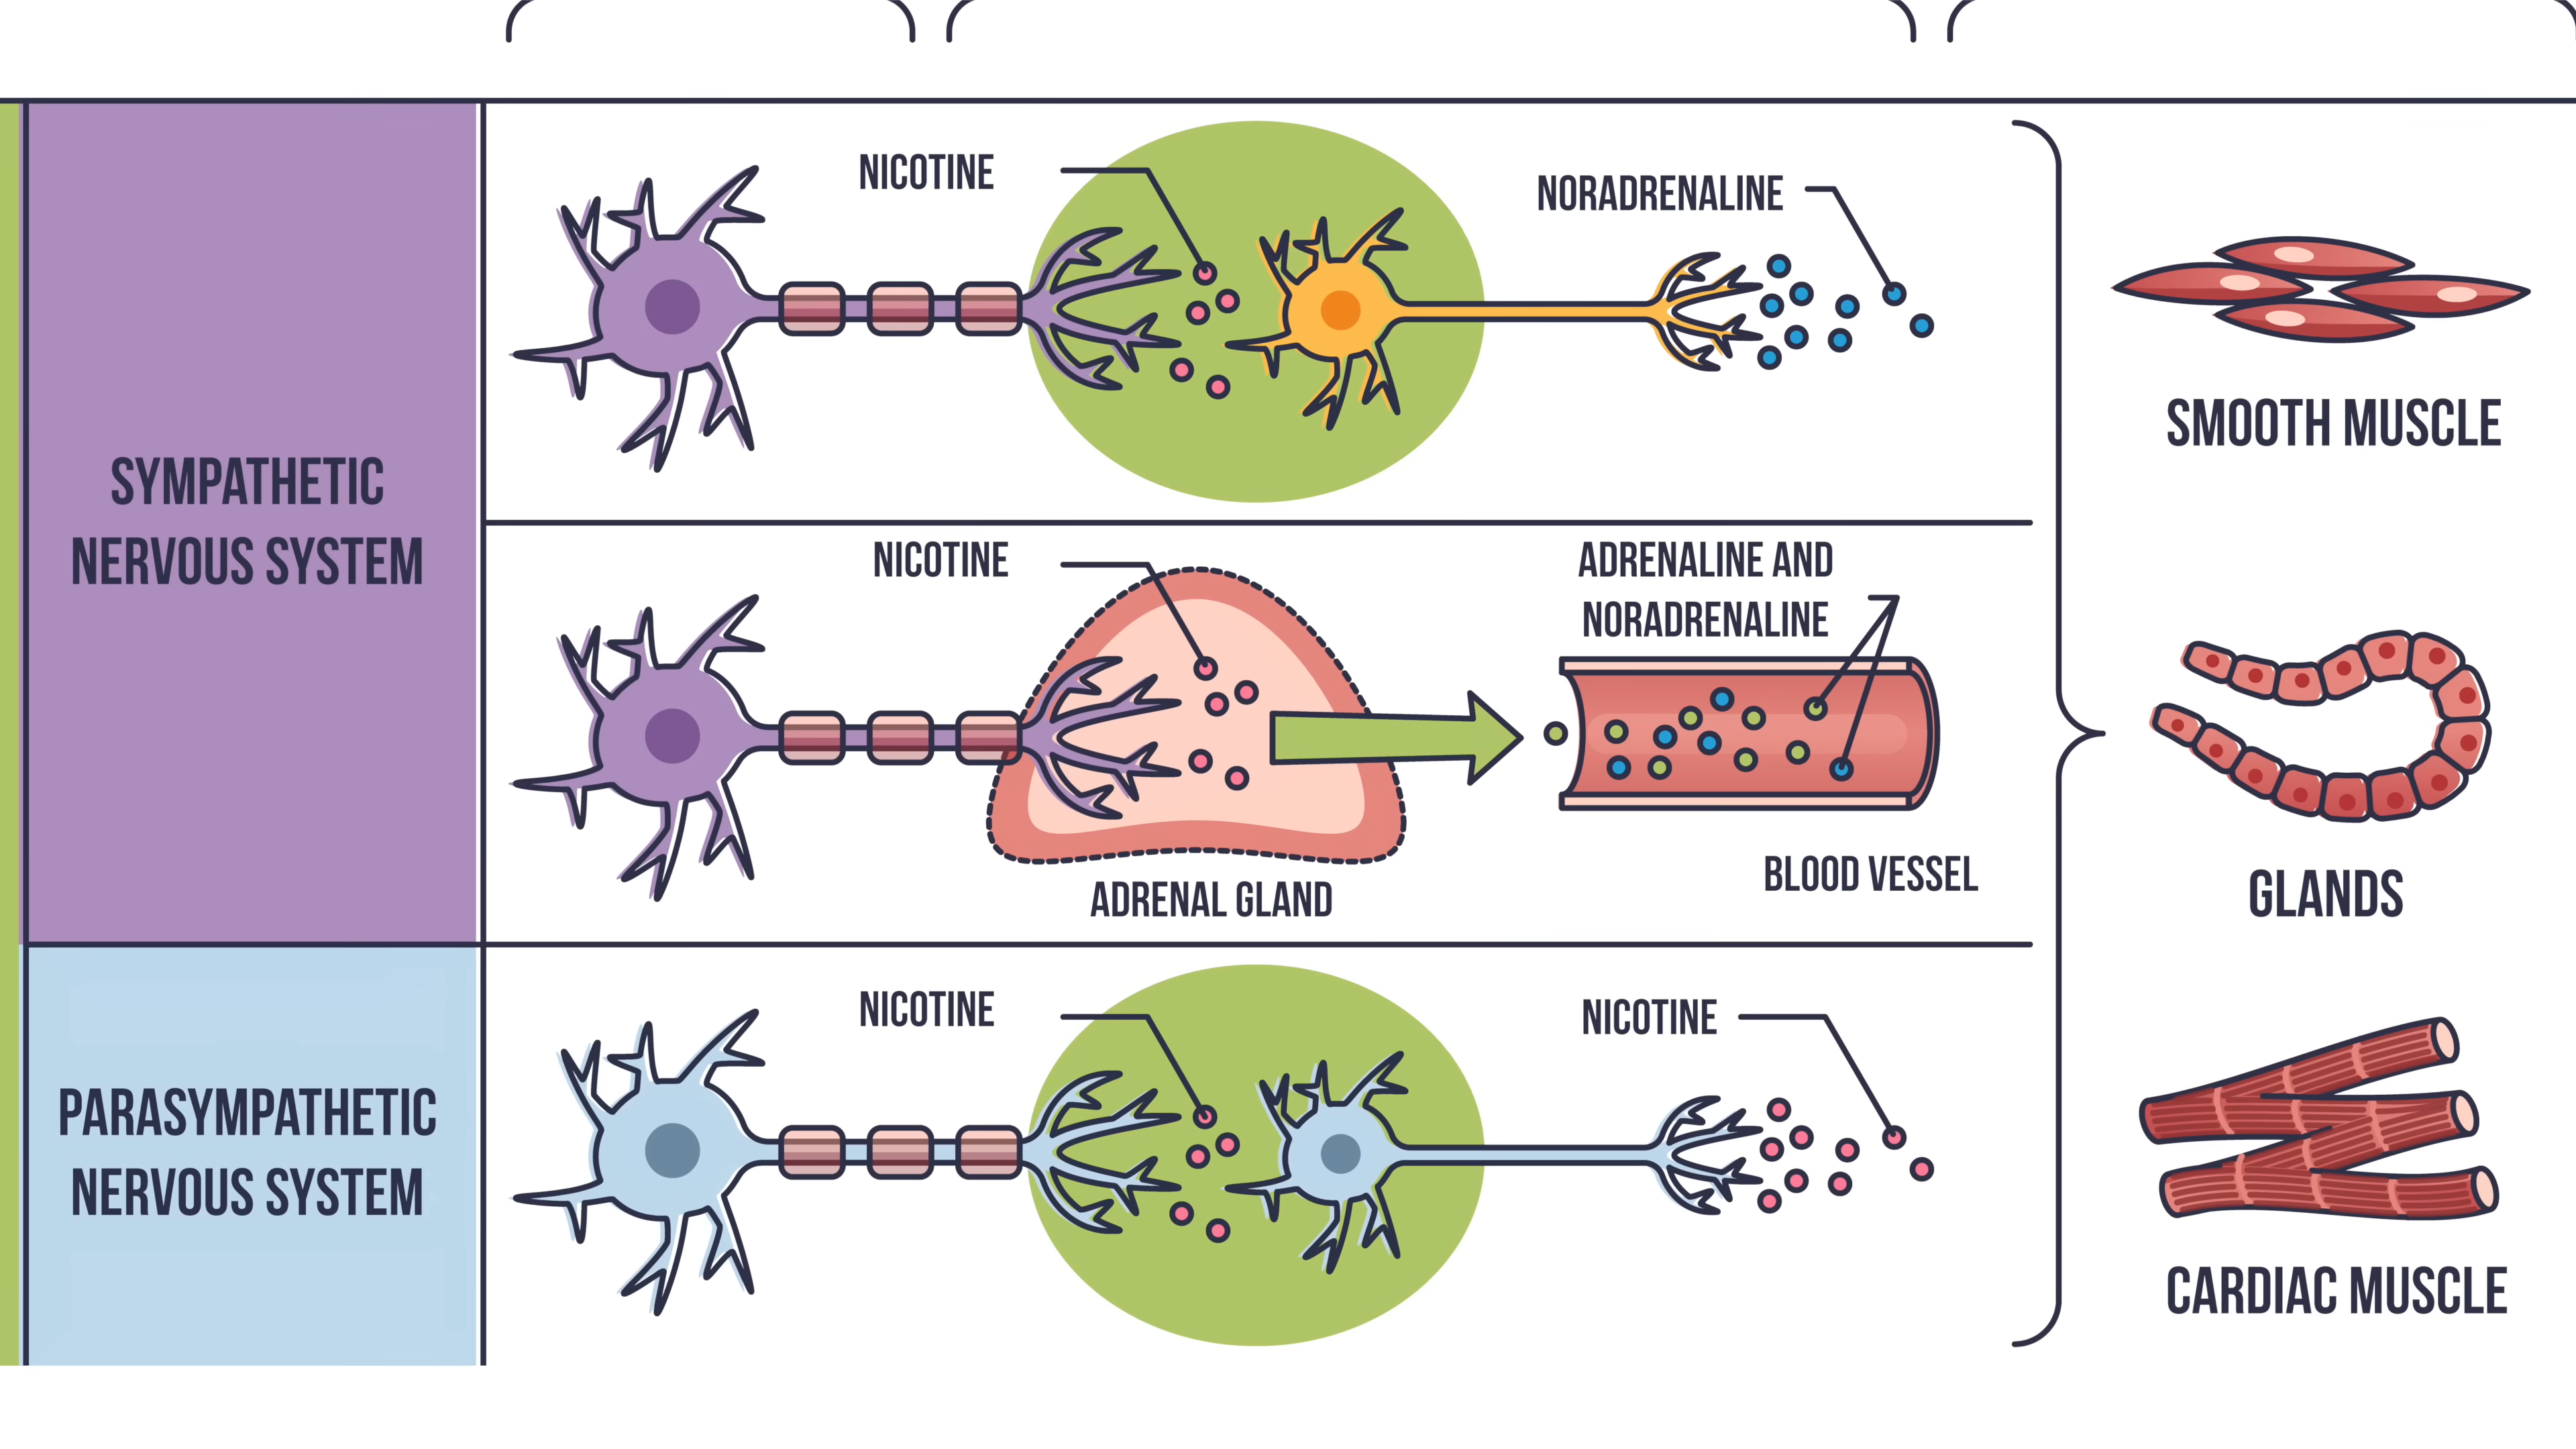 NICOTINE
NORADRENALINE
SYMPATHETIC
NERVOUS SYSTEM
SMOOTH MUSCLE
NICOTINE
ADRENALINE AND
NORADRENALINE
ADRENAL GLAND
BLOOD VESSEL
GLANDS
PARASYMPATHETIC
NERVOUS SYSTEM
NICOTINE
NICOTINE
CARDIAC MUSCLE